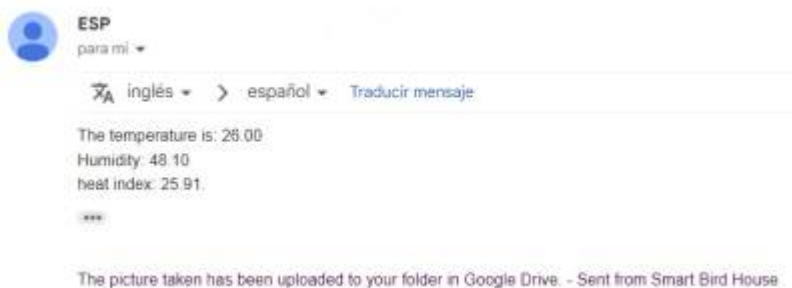 ESP
para mí
inglés > español Traducir mensaje
The temperature is: 26.00
Humidity: 48.10
heat index: 25.91.
•••
The picture taken has been uploaded to your folder in Google Drive. - Sent from Smart Bird House